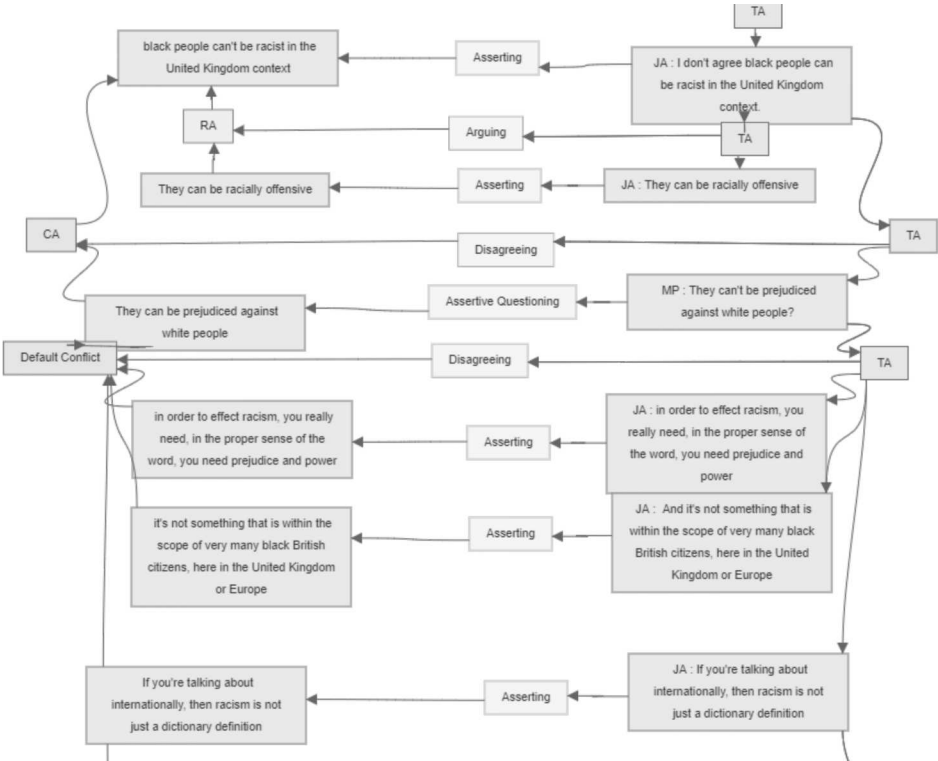 TA
black people can't be racist in the
United Kingdom context
Asserting
JA : I don't agree black people can
be racist in the United Kingdom
context.
RA
Arguing
TA
They can be racially offensive
Asserting
JA : They can be racially offensive
CA
Disagreeing
TA
They can be prejudiced against
white people
Assertive Questioning
MP : They can't be prejudiced
against white people?
Default Conflict
Disagreeing
TA
in order to effect racism, you really
need, in the proper sense of the
word, you need prejudice and power
Asserting
JA : in order to effect racism, you
really need, in the proper sense of
the word, you need prejudice and
power
it's not something that is within the
scope of very many black British
citizens, here in the United Kingdom
or Europe
Asserting
JA : And it's not something that is
within the scope of very many black
British citizens, here in the United
Kingdom or Europe
If you're talking about
internationally, then racism is not
just a dictionary definition
Asserting
JA : If you're talking about
internationally, then racism is not
just a dictionary definition